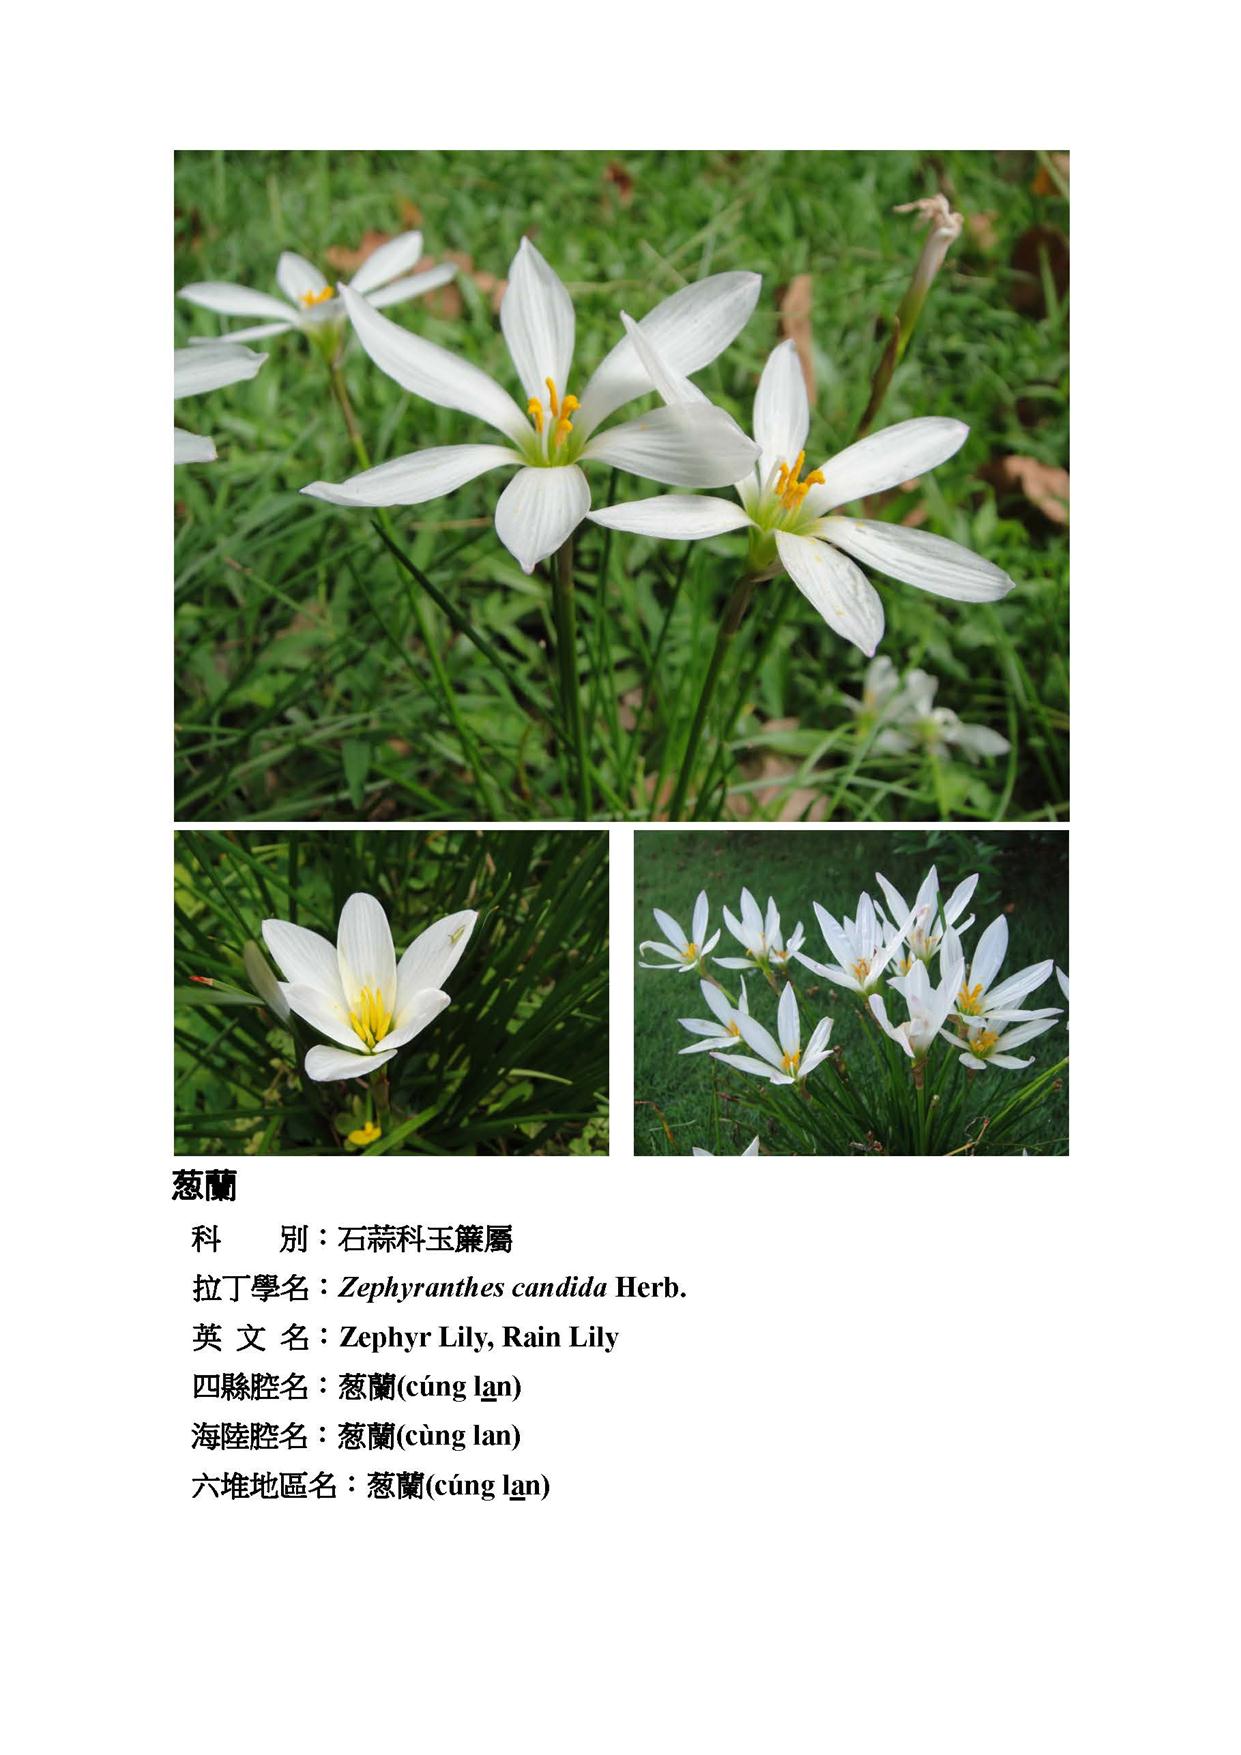 葱蘭
科　　別：石蒜科玉簾屬
拉丁學名：Zephyranthes candida Herb.
英 文 名：Zephyr Lily, Rain Lily
四縣腔名：葱蘭(cúng lan)
海陸腔名：葱蘭(cùng lan)
六堆地區名：葱蘭(cúng lan)